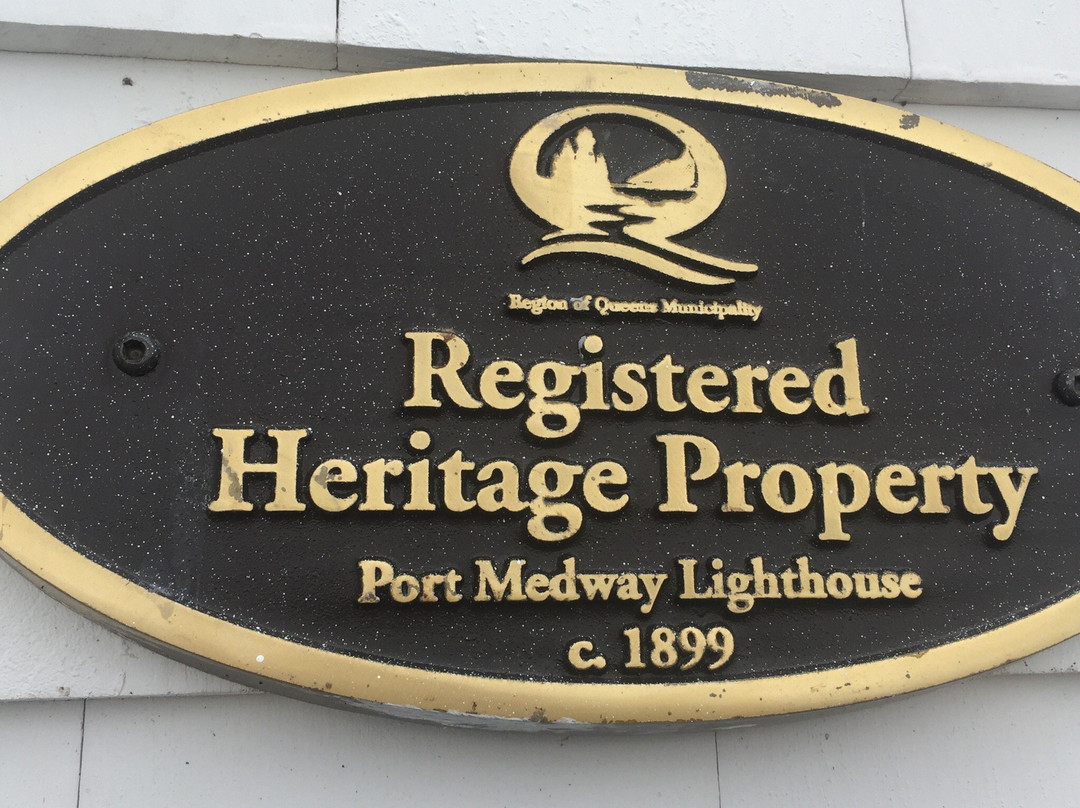 Region of Queens Municipality
Registered
Heritage Property
Port Medway Lighthouse
c. 1899